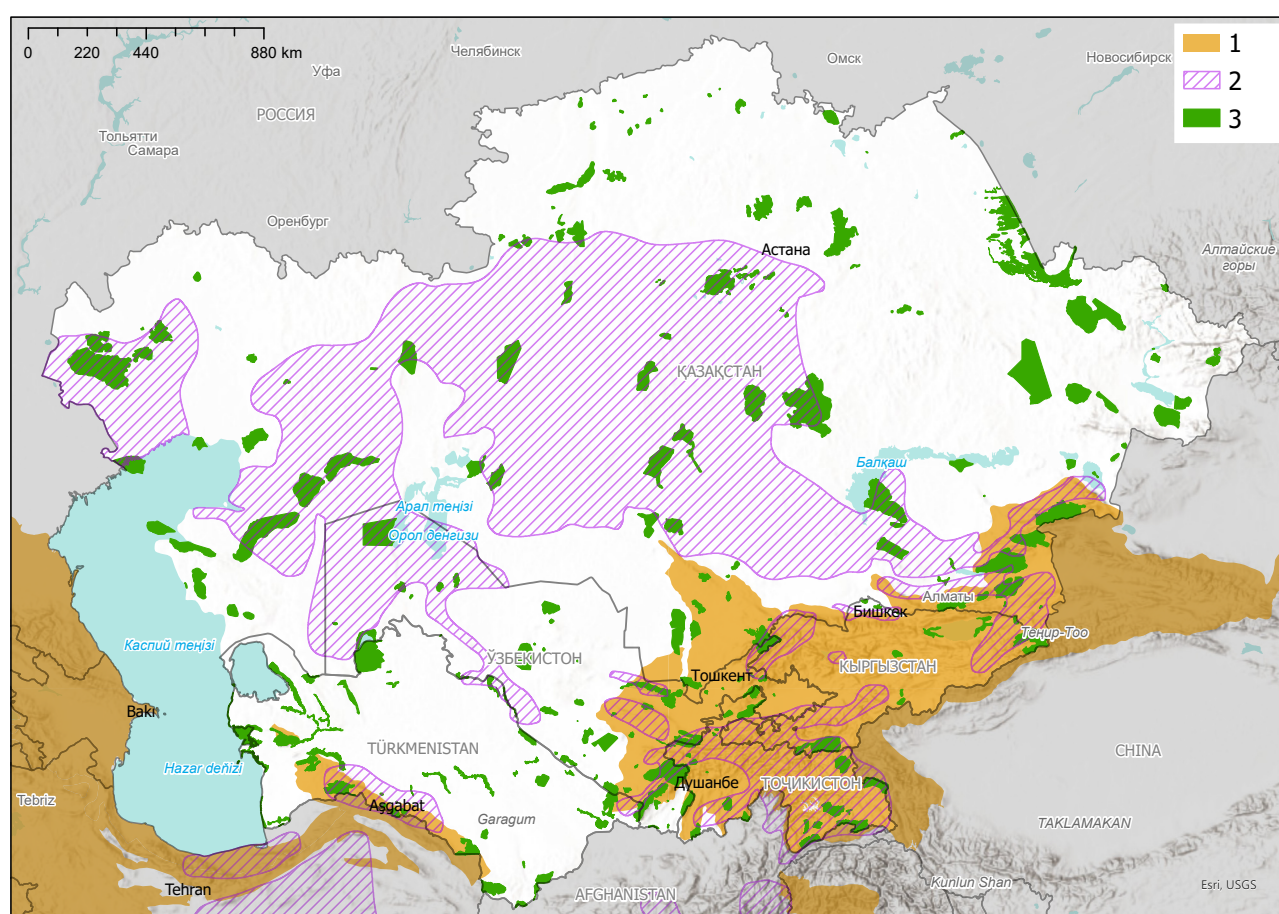 0 220 440 880 km
1
2
3
Челябинск
Омск
Новосибирск
Уфа
РОССИЯ
Тольятти
Самара
Оренбург
Астана
Алтайские
горы
ҚАЗАҚСТАН
Балқаш
Арал теңізі
Орол денгизи
Алматы
Бишкек
Теңир-Тоо
Каспий теңізі
ЎЗБЕКИСТОН
КЫРГЫЗСТАН
Тошкент
Baki
TÜRKMENISTAN
CHINA
Hazar deňizi
Душанбе
ТОҶИКИСТОН
Tebriz
Aşgabat
Garagum
TAKLAMAKAN
Tehran
AFGHANISTAN
Kunlun Shan
Esri, USGS